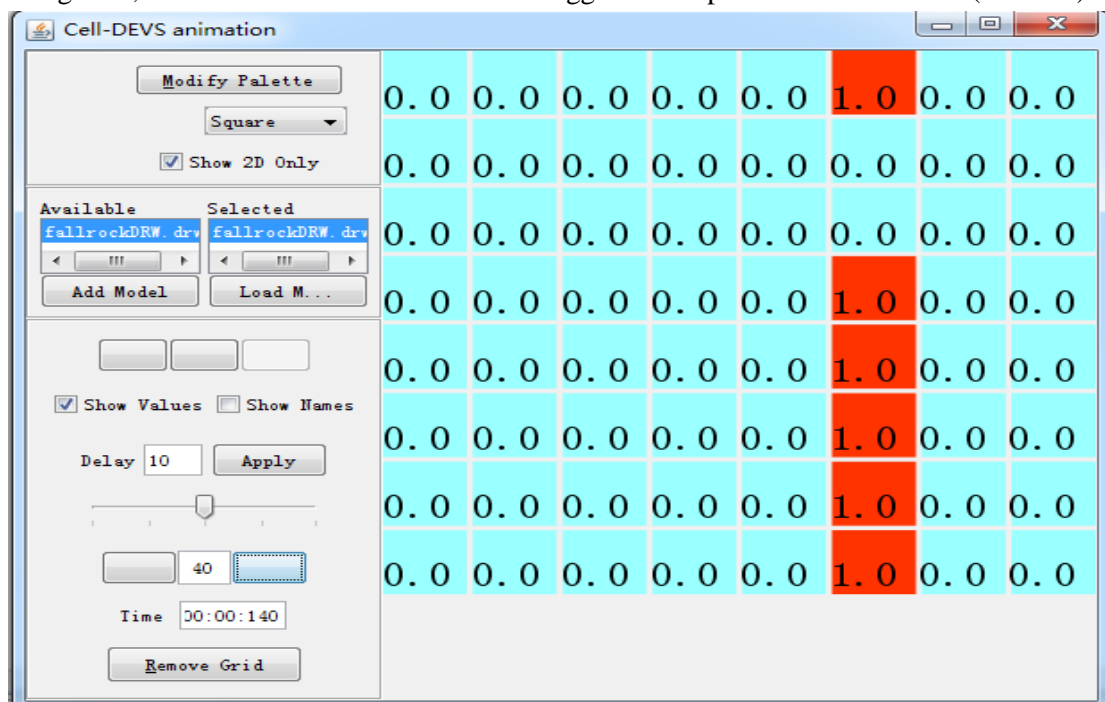 Cell-DEVS animation
Modify Palette
Square
Show 2D Only
Available Selected
fallrockDRW.drw fallrockDRW.drw
Add Model Load M...
Show Values Show Names
Delay 10 Apply
40
Time 00:00:140
Remove Grid
0.0 0.0 0.0 0.0 0.0 1.0 0.0 0.0
0.0 0.0 0.0 0.0 0.0 0.0 0.0 0.0
0.0 0.0 0.0 0.0 0.0 0.0 0.0 0.0
0.0 0.0 0.0 0.0 0.0 1.0 0.0 0.0
0.0 0.0 0.0 0.0 0.0 1.0 0.0 0.0
0.0 0.0 0.0 0.0 0.0 1.0 0.0 0.0
0.0 0.0 0.0 0.0 0.0 1.0 0.0 0.0
0.0 0.0 0.0 0.0 0.0 1.0 0.0 0.0